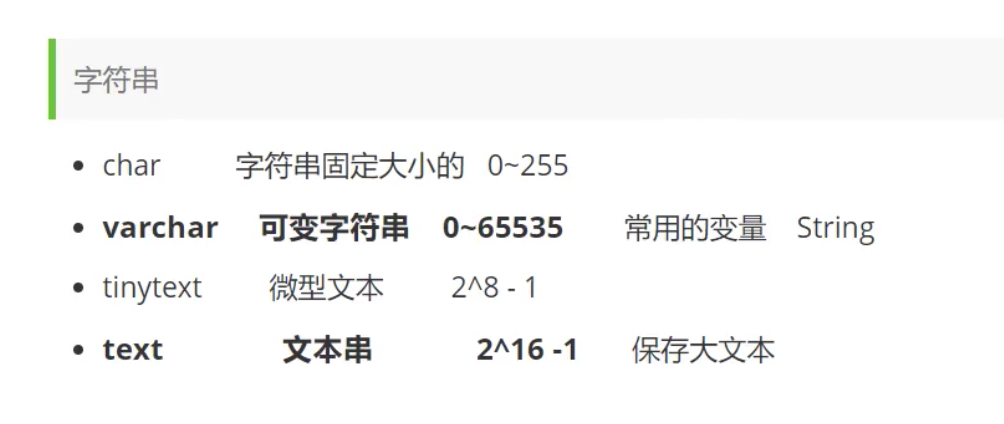 字符串
char 字符串固定大小的 0~255
varchar 可变字符串 0~65535 常用的变量 String
tinytext 微型文本 2^8 - 1
text 文本串 2^16 -1 保存大文本